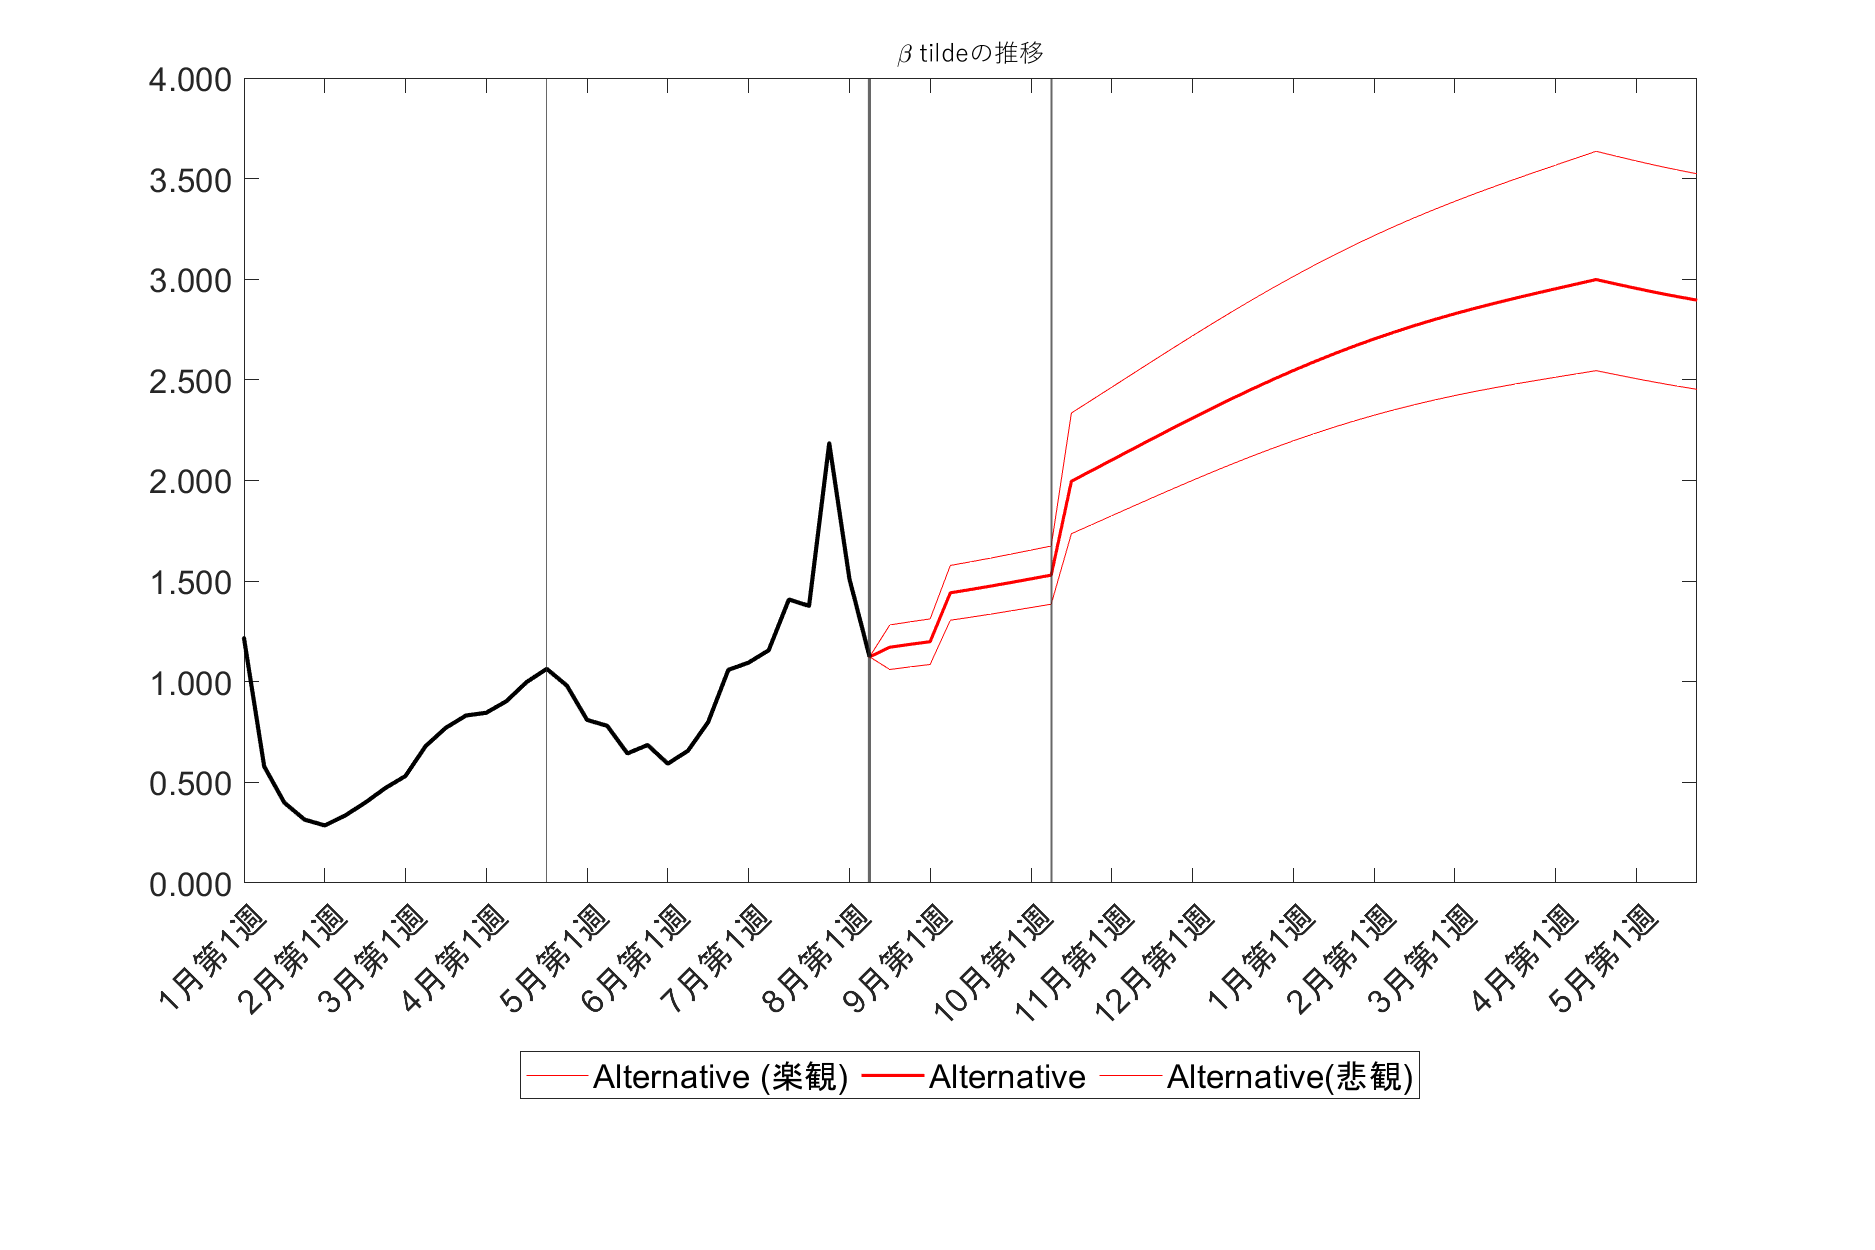 β tildeの推移
4.000
3.500
3.000
2.500
2.000
1.500
1.000
0.500
0.000
1月第1週
2月第1週
3月第1週
4月第1週
5月第1週
6月第1週
7月第1週
8月第1週
9月第1週
10月第1週
11月第1週
12月第1週
1月第1週
2月第1週
3月第1週
4月第1週
5月第1週
Alternative (楽観) Alternative Alternative(悲観)